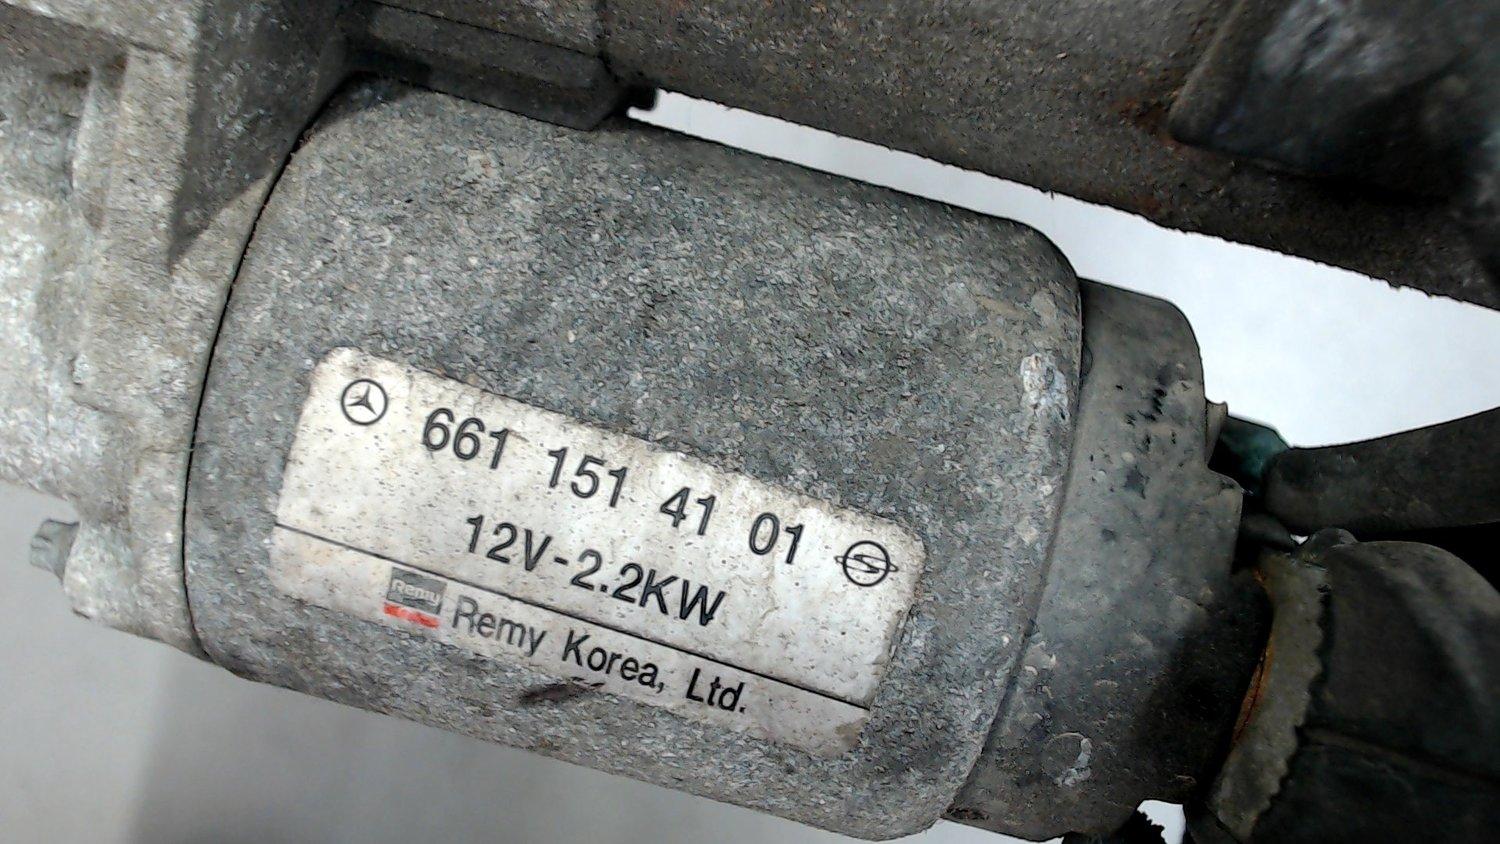 661 151 41 01
12V-2.2KW
Remy Remy Korea, Ltd.